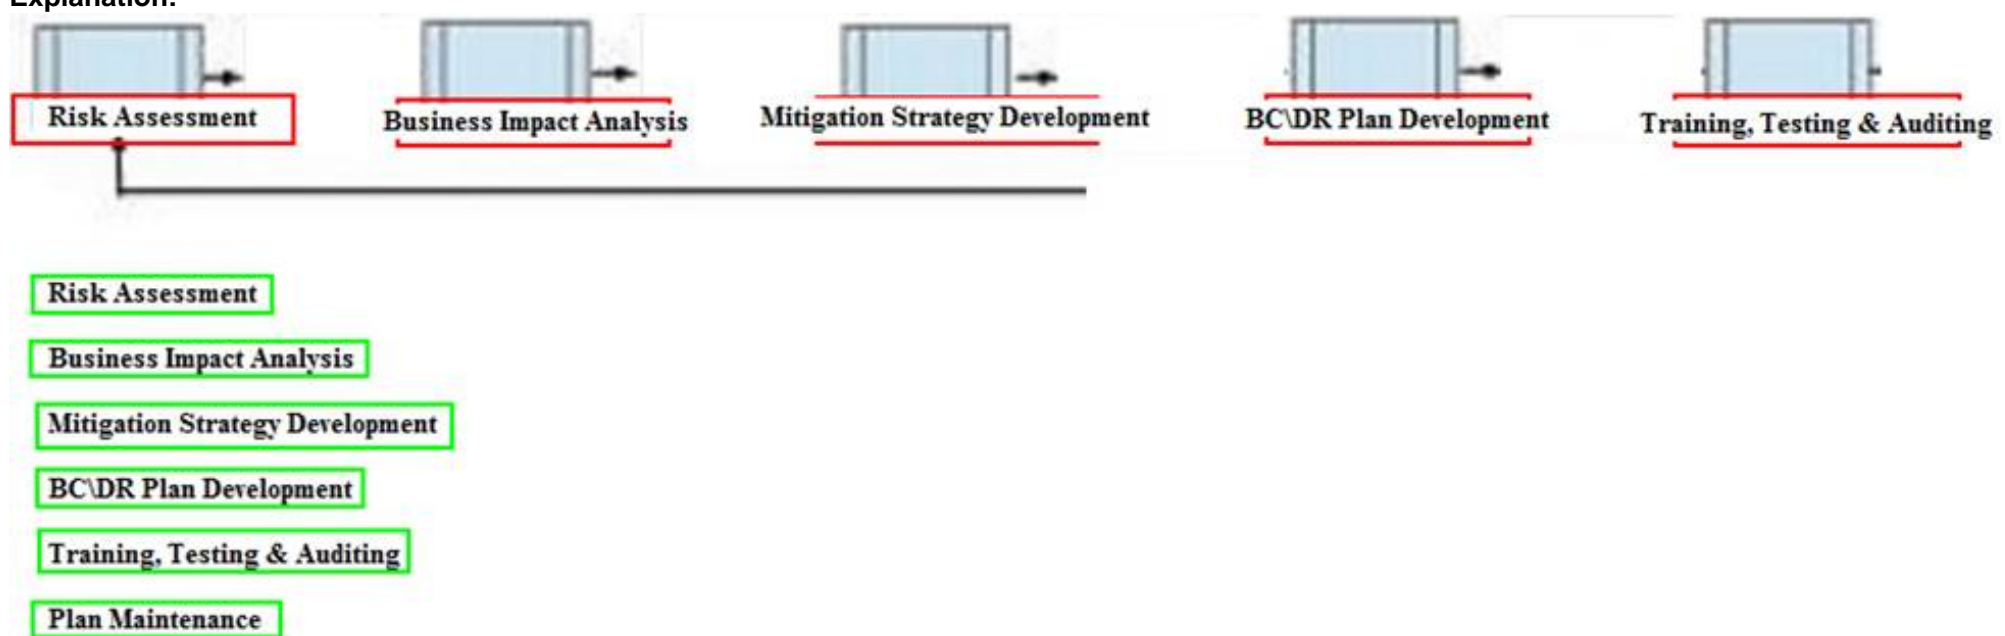 Explanation:
Risk Assessment
Business Impact Analysis
Mitigation Strategy Development
BC\DR Plan Development
Training, Testing & Auditing
Risk Assessment
Business Impact Analysis
Mitigation Strategy Development
BC\DR Plan Development
Training, Testing & Auditing
Plan Maintenance